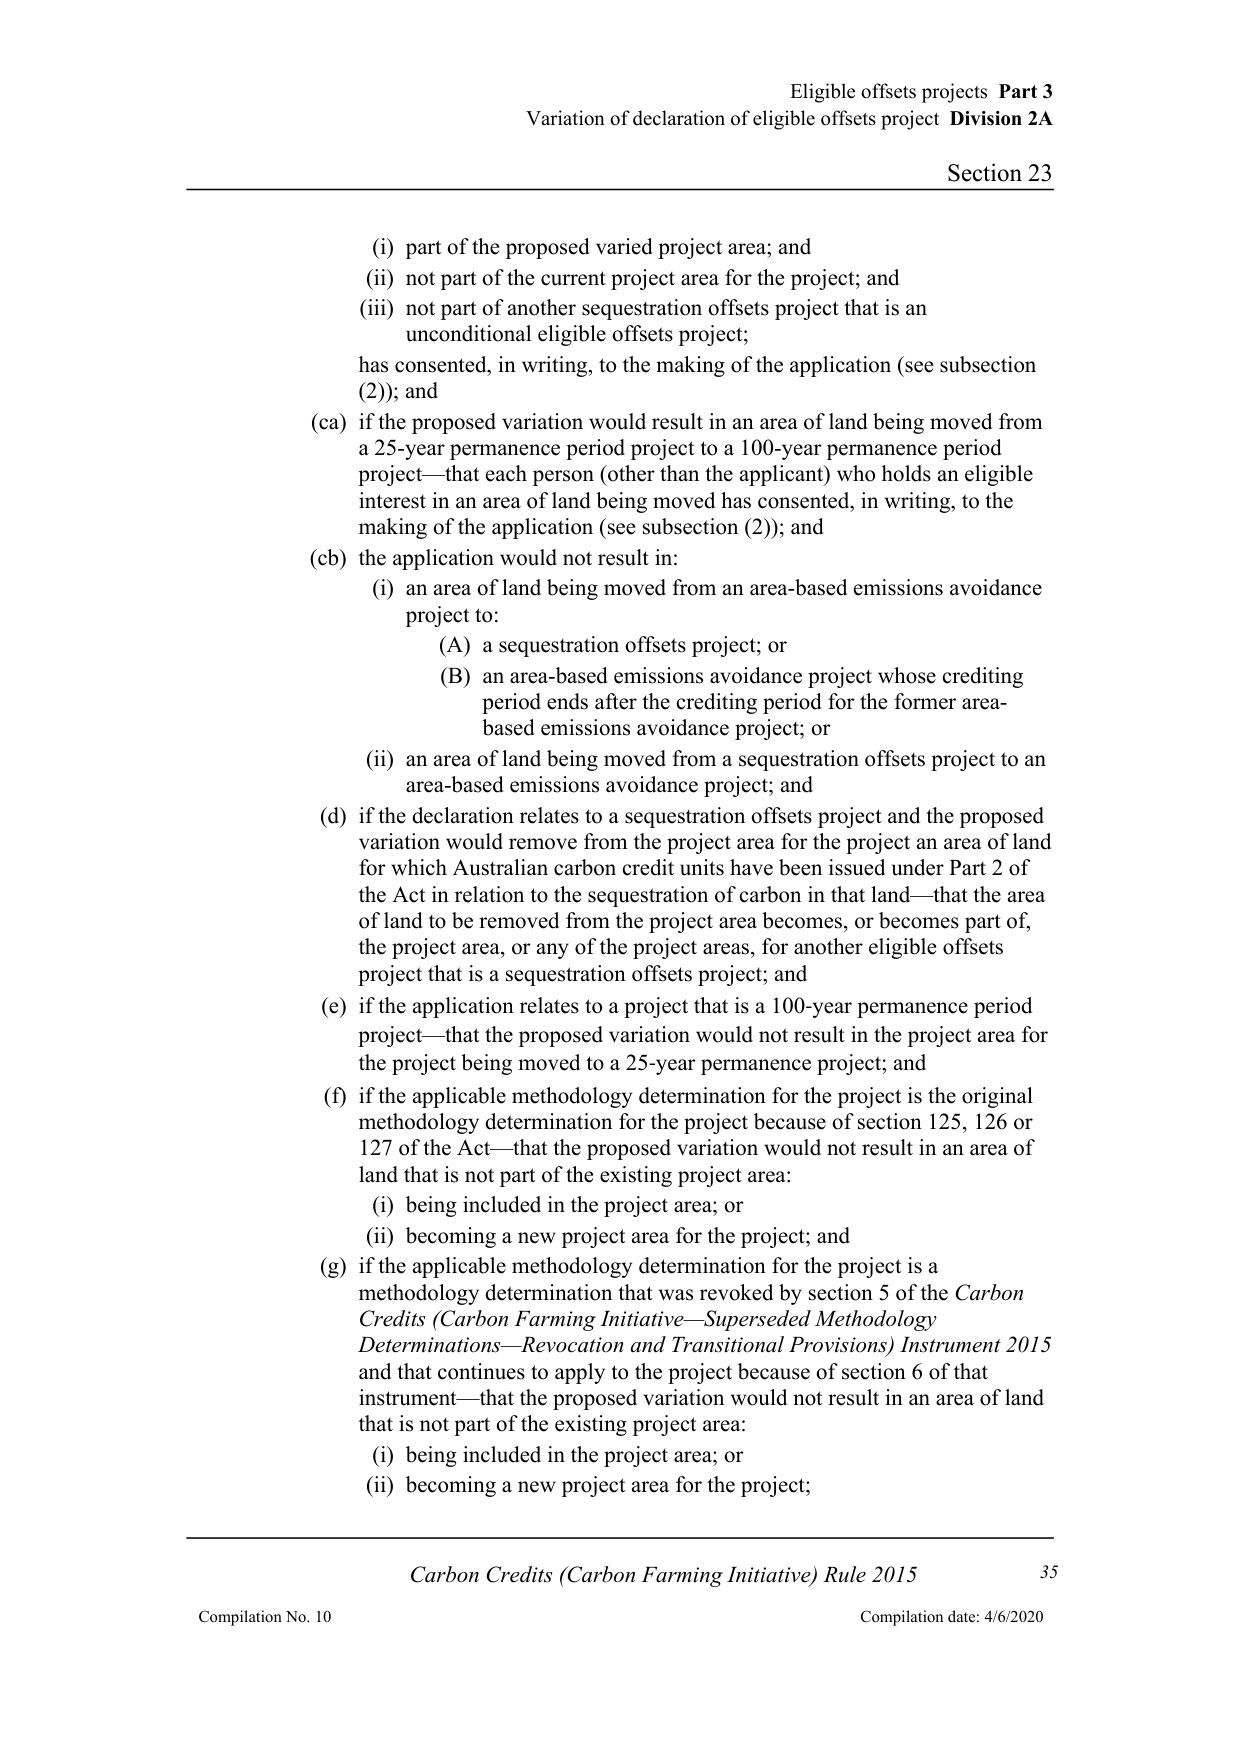 Eligible offsets projects Part 3
Variation of declaration of eligible offsets project Division 2A
Section 23
(i) part of the proposed varied project area; and
(ii) not part of the current project area for the project; and
(iii) not part of another sequestration offsets project that is an
unconditional eligible offsets project;
has consented, in writing, to the making of the application (see subsection
(2)); and
(ca) if the proposed variation would result in an area of land being moved from
a 25-year permanence period project to a 100-year permanence period
project—that each person (other than the applicant) who holds an eligible
interest in an area of land being moved has consented, in writing, to the
making of the application (see subsection (2)); and
(cb) the application would not result in:
(i) an area of land being moved from an area-based emissions avoidance
project to:
(A) a sequestration offsets project; or
(B) an area-based emissions avoidance project whose crediting
period ends after the crediting period for the former area-
based emissions avoidance project; or
(ii) an area of land being moved from a sequestration offsets project to an
area-based emissions avoidance project; and
(d) if the declaration relates to a sequestration offsets project and the proposed
variation would remove from the project area for the project an area of land
for which Australian carbon credit units have been issued under Part 2 of
the Act in relation to the sequestration of carbon in that land—that the area
of land to be removed from the project area becomes, or becomes part of,
the project area, or any of the project areas, for another eligible offsets
project that is a sequestration offsets project; and
(e) if the application relates to a project that is a 100-year permanence period
project—that the proposed variation would not result in the project area for
the project being moved to a 25-year permanence project; and
(f) if the applicable methodology determination for the project is the original
methodology determination for the project because of section 125, 126 or
127 of the Act—that the proposed variation would not result in an area of
land that is not part of the existing project area:
(i) being included in the project area; or
(ii) becoming a new project area for the project; and
(g) if the applicable methodology determination for the project is a
methodology determination that was revoked by section 5 of the Carbon
Credits (Carbon Farming Initiative—Superseded Methodology
Determinations—Revocation and Transitional Provisions) Instrument 2015
and that continues to apply to the project because of section 6 of that
instrument—that the proposed variation would not result in an area of land
that is not part of the existing project area:
(i) being included in the project area; or
(ii) becoming a new project area for the project;
Carbon Credits (Carbon Farming Initiative) Rule 2015 35
Compilation No. 10 Compilation date: 4/6/2020